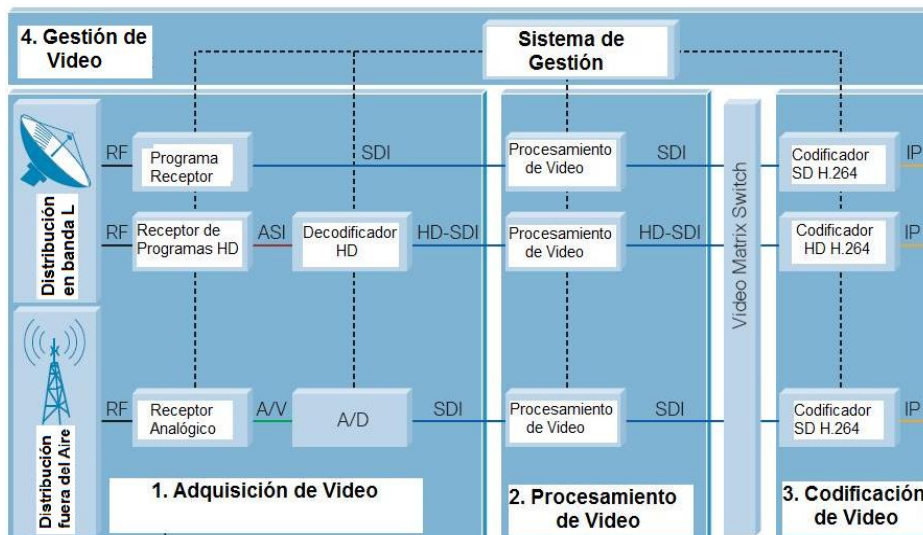 4. Gestión de
Video
Sistema de
Gestión
Distribución
en banda L
RF
Programa
Receptor
SDI
Procesamiento
de Video
SDI
Codificador
SD H.264
IP
RF
Receptor de
Programas HD
ASI
Decodificador
HD
HD-SDI
Procesamiento
de Video
HD-SDI
Codificador
HD H.264
IP
Video Matrix Switch
Distribución
fuera del Aire
RF
Receptor
Analógico
A/V
A/D
SDI
Procesamiento
de Video
SDI
Codificador
SD H.264
IP
1. Adquisición de Video
2. Procesamiento
de Video
3. Codificación
de Video